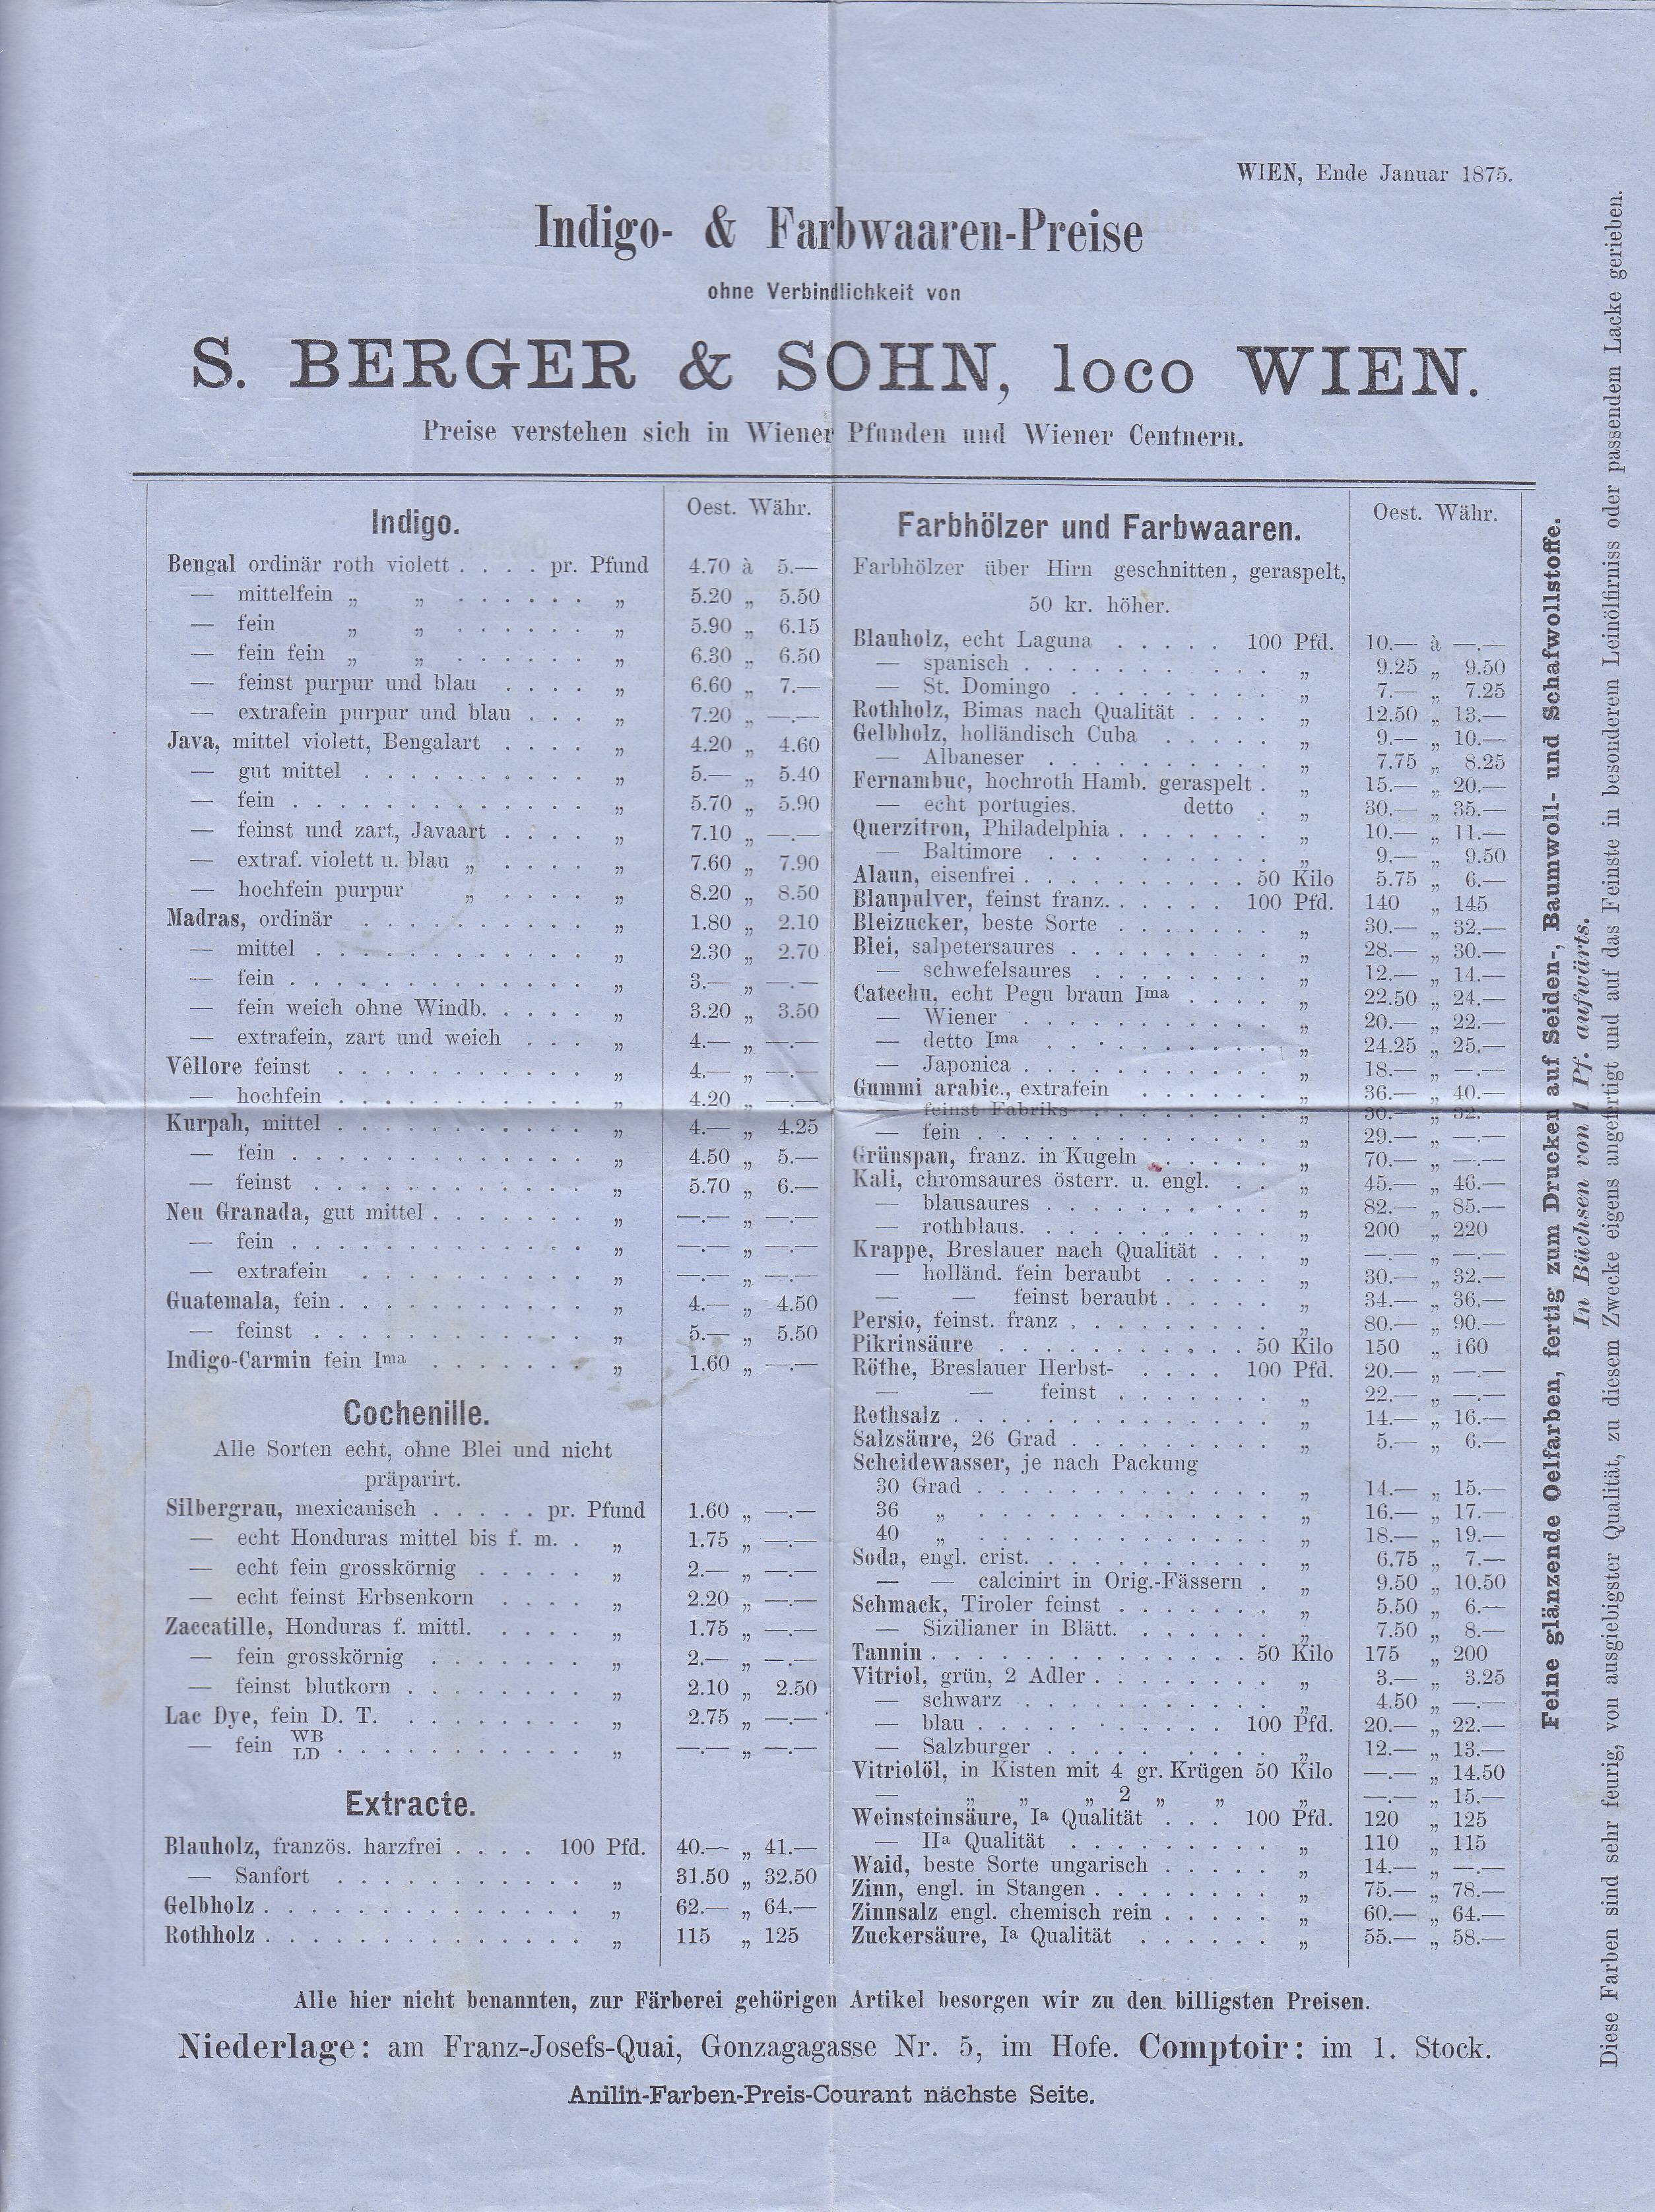 WIEN, Ende Januar 1875.
Indigo- & Farbwaaren-Preise
ohne Verbindlichkeit von
S. BERGER & SOHN, loco WIEN.
Preise verstehen sich in Wiener Pfunden und Wiener Centnern.
Indigo. Oest. Währ.
Bengal ordinär roth violett . . . . pr. Pfund 4.70 à 5.—
— mittelfein „ „ . . . . . . „ 5.20 „ 5.50
— fein „ „ . . . . . . „ 5.90 „ 6.15
— fein fein „ „ . . . . . . „ 6.30 „ 6.50
— feinst purpur und blau . . . . „ 6.60 „ 7.—
— extrafein purpur und blau . . . „ 7.20 „ —.—
Java, mittel violett, Bengalart . . . . „ 4.20 „ 4.60
— gut mittel . . . . . . . . . . „ 5.— „ 5.40
— fein . . . . . . . . . . . . . „ 5.70 „ 5.90
— feinst und zart, Javaart . . . . „ 7.10 „ —.—
— extraf. violett u. blau „ . . . . „ 7.60 „ 7.90
— hochfein purpur „ . . . . „ 8.20 „ 8.50
Madras, ordinär . . . . . . . . . . „ 1.80 „ 2.10
— mittel . . . . . . . . . . . . „ 2.30 „ 2.70
— fein . . . . . . . . . . . . . „ 3.— „ —.—
— fein weich ohne Windb. . . . . „ 3.20 „ 3.50
— extrafein, zart und weich . . . „ 4.— „ —.—
Vêllore feinst . . . . . . . . . . . „ 4.— „ —.—
— hochfein . . . . . . . . . . . „ 4.20 „ —.—
Kurpah, mittel . . . . . . . . . . . „ 4.— „ 4.25
— fein . . . . . . . . . . . . . „ 4.50 „ 5.—
— feinst . . . . . . . . . . . . „ 5.70 „ 6.—
Neu Granada, gut mittel . . . . . . . „ —.— „ —.—
— fein . . . . . . . . . . . . . „ —.— „ —.—
— extrafein . . . . . . . . . . „ —.— „ —.—
Guatemala, fein . . . . . . . . . . . „ 4.— „ 4.50
— feinst . . . . . . . . . . . . „ 5.— „ 5.50
Indigo-Carmin fein Ima . . . . . . . „ 1.60 „ —.—
Cochenille.
Alle Sorten echt, ohne Blei und nicht
präparirt.
Silbergrau, mexicanisch . . . . . pr. Pfund 1.60 „ —.—
— echt Honduras mittel bis f. m. . „ 1.75 „ —.—
— echt fein grosskörnig . . . . . „ 2.— „ —.—
— echt feinst Erbsenkorn . . . . „ 2.20 „ —.—
Zaccatille, Honduras f. mittl. . . . . „ 1.75 „ —.—
— fein grosskörnig . . . . . . . „ 2.— „ —.—
— feinst blutkorn . . . . . . . . „ 2.10 „ 2.50
Lac Dye, fein D. T. . . . . . . . . „ 2.75 „ —.—
— fein WB LD . . . . . . . . . . . „ —.— „ —.—
Extracte.
Blauholz, französ. harzfrei . . . . 100 Pfd. 40.— „ 41.—
— Sanfort . . . . . . . . . . . „ 31.50 „ 32.50
Gelbholz . . . . . . . . . . . . . . „ 62.— „ 64.—
Rothholz . . . . . . . . . . . . . . „ 115 „ 125
Farbhölzer und Farbwaaren. Oest. Währ.
Farbhölzer über Hirn geschnitten, geraspelt,
50 kr. höher.
Blauholz, echt Laguna . . . . . 100 Pfd. 10.— à —.—
— spanisch . . . . . . . . . . . „ 9.25 „ 9.50
— St. Domingo . . . . . . . . . „ 7.— „ 7.25
Rothholz, Bimas nach Qualität . . . . „ 12.50 „ 13.—
Gelbholz, holländisch Cuba . . . . . „ 9.— „ 10.—
— Albaneser . . . . . . . . . . „ 7.75 „ 8.25
Fernambuc, hochroth Hamb. geraspelt . „ 15.— „ 20.—
— echt portugies. detto . „ 30.— „ 35.—
Querzitron, Philadelphia . . . . . . . „ 10.— „ 11.—
— Baltimore . . . . . . . . . . „ 9.— „ 9.50
Alaun, eisenfrei . . . . . . . . . . 50 Kilo 5.75 „ 6.—
Blaupulver, feinst franz. . . . . . 100 Pfd. 140 „ 145
Bleizucker, beste Sorte . . . . . . . „ 30.— „ 32.—
Blei, salpetersaures . . . . . . . . . „ 28.— „ 30.—
— schwefelsaures . . . . . . . . „ 12.— „ 14.—
Catechu, echt Pegu braun Ima . . . . „ 22.50 „ 24.—
— Wiener . . . . . . . . . . . „ 20.— „ 22.—
— detto Ima . . . . . . . . . . „ 24.25 „ 25.—
— Japonica . . . . . . . . . . . „ 18.— „ —.—
Gummi arabic., extrafein . . . . . . „ 36.— „ 40.—
— feinst Fabriks- . . . . . . . . „ 30.— „ 32.—
— fein . . . . . . . . . . . . . „ 29.— „ —.—
Grünspan, franz. in Kugeln . . . . . „ 70.— „ —.—
Kali, chromsaures österr. u. engl. . . „ 45.— „ 46.—
— blausaures . . . . . . . . . . „ 82.— „ 85.—
— rothblaus. . . . . . . . . . . „ 200 „ 220
Krappe, Breslauer nach Qualität . . . „ —.— „ —.—
— holländ. fein beraubt . . . . . „ 30.— „ 32.—
— — feinst beraubt . . . . . „ 34.— „ 36.—
Persio, feinst. franz . . . . . . . . . „ 80.— „ 90.—
Pikrinsäure . . . . . . . . . . . 50 Kilo 150 „ 160
Röthe, Breslauer Herbst- . . . . 100 Pfd. 20.— „ —.—
— — feinst . . . . . . . „ 22.— „ —.—
Rothsalz . . . . . . . . . . . . . . „ 14.— „ 16.—
Salzsäure, 26 Grad . . . . . . . . . „ 5.— „ 6.—
Scheidewasser, je nach Packung
30 Grad . . . . . . . . . . . . . „ 14.— „ 15.—
36 „ . . . . . . . . . . . . . „ 16.— „ 17.—
40 „ . . . . . . . . . . . . . „ 18.— „ 19.—
Soda, engl. crist. . . . . . . . . . . „ 6.75 „ 7.—
— — calcinirt in Orig.-Fässern . „ 9.50 „ 10.50
Schmack, Tiroler feinst . . . . . . . „ 5.50 „ 6.—
— Sizilianer in Blätt. . . . . . . „ 7.50 „ 8.—
Tannin . . . . . . . . . . . . . . 50 Kilo 175 „ 200
Vitriol, grün, 2 Adler . . . . . . . . „ 3.— „ 3.25
— schwarz . . . . . . . . . . . „ 4.50 „ —.—
— blau . . . . . . . . . . . 100 Pfd. 20.— „ 22.—
— Salzburger . . . . . . . . . . „ 12.— „ 13.—
Vitriolöl, in Kisten mit 4 gr. Krügen 50 Kilo —.— „ 14.50
— „ „ „ 2 „ „ „ —.— „ 15.—
Weinsteinsäure, Ia Qualität . . . 100 Pfd. 120 „ 125
— IIa Qualität . . . . . . . . . „ 110 „ 115
Waid, beste Sorte ungarisch . . . . . „ 14.— „ —.—
Zinn, engl. in Stangen . . . . . . . . „ 75.— „ 78.—
Zinnsalz engl. chemisch rein . . . . . „ 60.— „ 64.—
Zuckersäure, Ia Qualität . . . . . . „ 55.— „ 58.—
Feine glänzende Oelfarben, fertig zum Drucken auf Seiden-, Baumwoll- und Schafwollstoffe.
In Büchsen von 1 Pf. aufwärts.
Diese Farben sind sehr feurig, von ausgiebigster Qualität, zu diesem Zwecke eigens angefertigt und auf das Feinste in besonderem Leinölfirniss oder passendem Lacke gerieben.
Alle hier nicht benannten, zur Färberei gehörigen Artikel besorgen wir zu den billigsten Preisen.
Niederlage: am Franz-Josefs-Quai, Gonzagagasse Nr. 5, im Hofe. Comptoir: im 1. Stock.
Anilin-Farben-Preis-Courant nächste Seite.